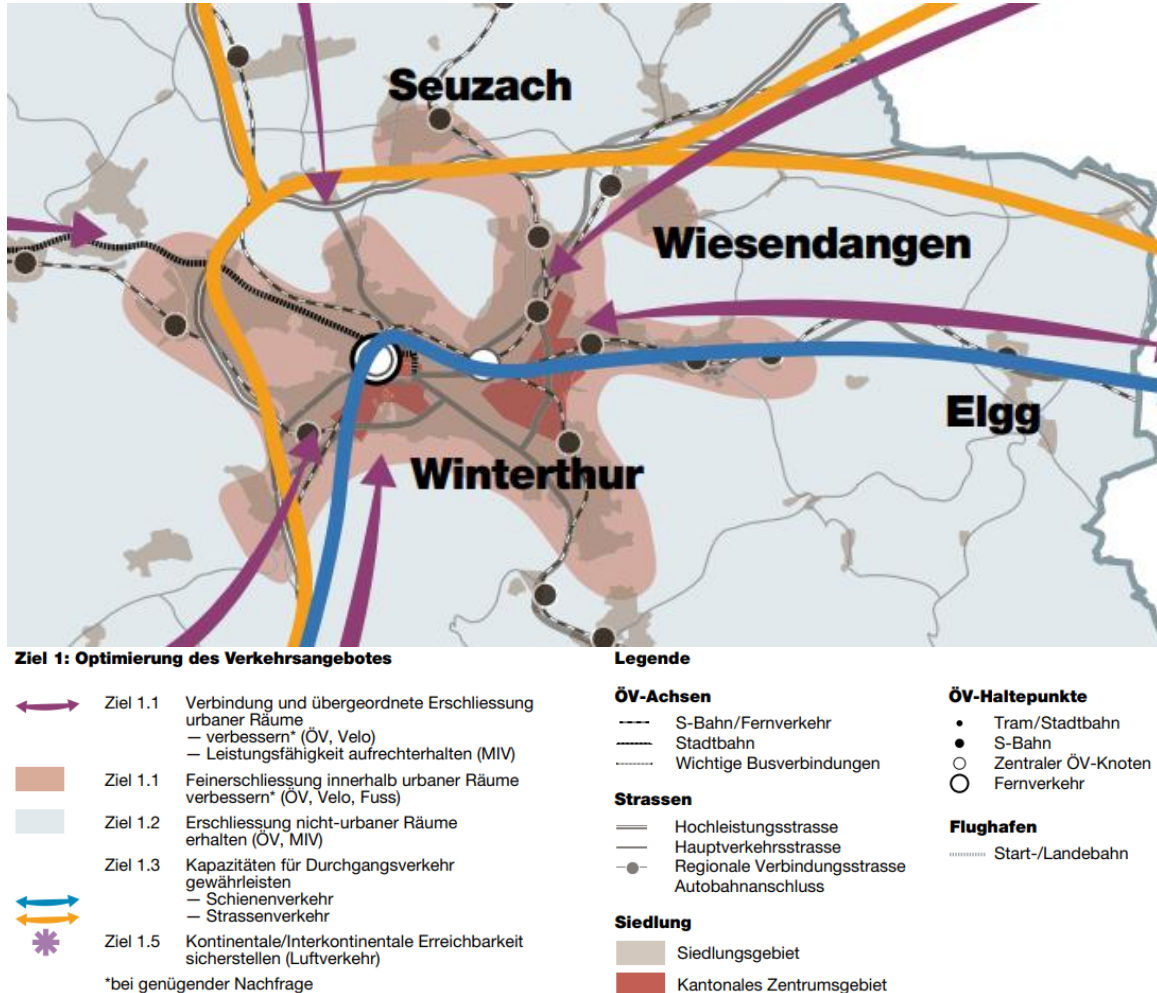 Seuzach
Wiesendangen
Elgg
Winterthur
Ziel 1: Optimierung des Verkehrsangebotes
Ziel 1.1 Verbindung und übergeordnete Erschliessung
urbaner Räume
— verbessern* (ÖV, Velo)
— Leistungsfähigkeit aufrechterhalten (MIV)
Ziel 1.1 Feinerschliessung innerhalb urbaner Räume
verbessern* (ÖV, Velo, Fuss)
Ziel 1.2 Erschliessung nicht-urbaner Räume
erhalten (ÖV, MIV)
Ziel 1.3 Kapazitäten für Durchgangsverkehr
gewährleisten
— Schienenverkehr
— Strassenverkehr
Ziel 1.5 Kontinentale/Interkontinentale Erreichbarkeit
sicherstellen (Luftverkehr)
*bei genügender Nachfrage
Legende
ÖV-Achsen
S-Bahn/Fernverkehr
Stadtbahn
Wichtige Busverbindungen
Strassen
Hochleistungsstrasse
Hauptverkehrsstrasse
Regionale Verbindungsstrasse
Autobahnanschluss
Siedlung
Siedlungsgebiet
Kantonales Zentrumsgebiet
ÖV-Haltepunkte
Tram/Stadtbahn
S-Bahn
Zentraler ÖV-Knoten
Fernverkehr
Flughafen
Start-/Landebahn